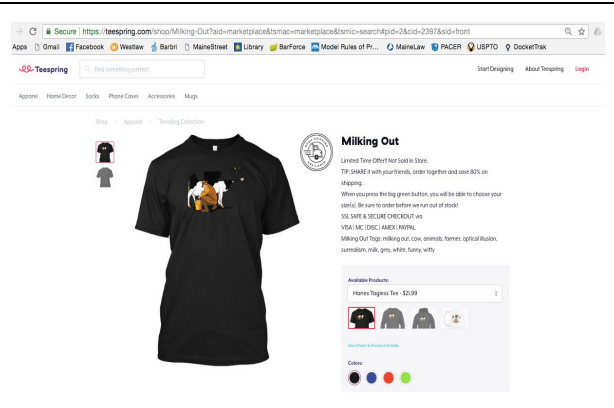 Secure https://teespring.com/shop/Milking-Out?aid=marketplace&tsmac=marketplace&tsmic=search#pid=2&cid=2397&sid=front
Apps Gmail Facebook Westlaw Barbri MaineStreet Library BarForce Model Rules of Pr... MaineLaw PACER USPTO DocketTrak
Teespring Find something perfect Start Designing About Teespring Login
Apparel Home Decor Socks Phone Cases Accessories Mugs
Shop > Apparel > Trending Collection
Milking Out
Limited Time Offer!! Not Sold In Store.
TIP: SHARE it with your friends, order together and save 80% on
shipping.
When you press the big green button, you will be able to choose your
size(s). Be sure to order before we run out of stock!
SSL SAFE & SECURE CHECKOUT via
VISA | MC | DISC | AMEX | PAYPAL
Milking Out Tags: milking out, cow, animals, farmer, optical illusion,
surrealism, milk, grey, white, funny, witty
Available Products:
Hanes Tagless Tee - $21.99
Size Chart & Product Details
Colors: